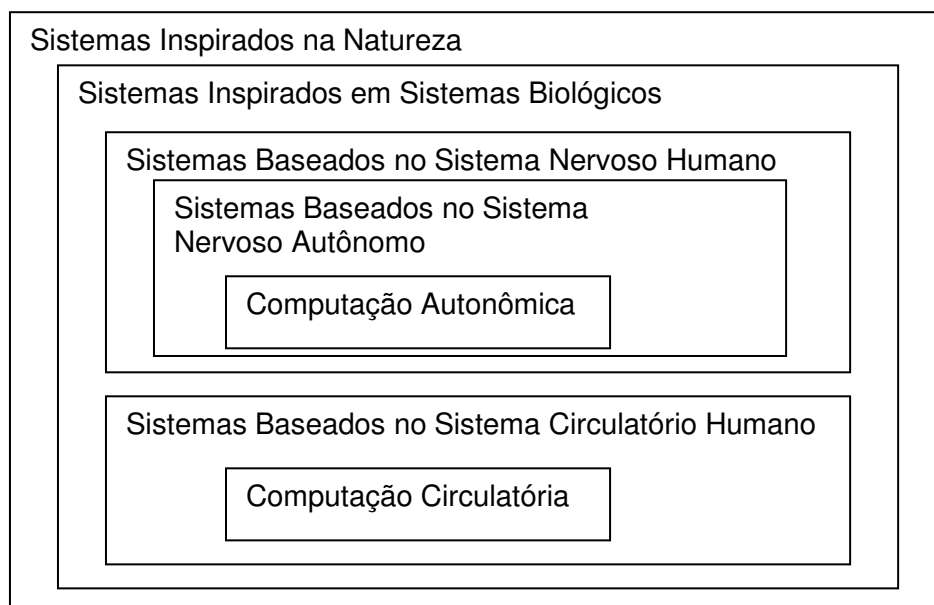 Sistemas Inspirados na Natureza
Sistemas Inspirados em Sistemas Biológicos
Sistemas Baseados no Sistema Nervoso Humano
Sistemas Baseados no Sistema
Nervoso Autônomo
Computação Autonômica
Sistemas Baseados no Sistema Circulatório Humano
Computação Circulatória